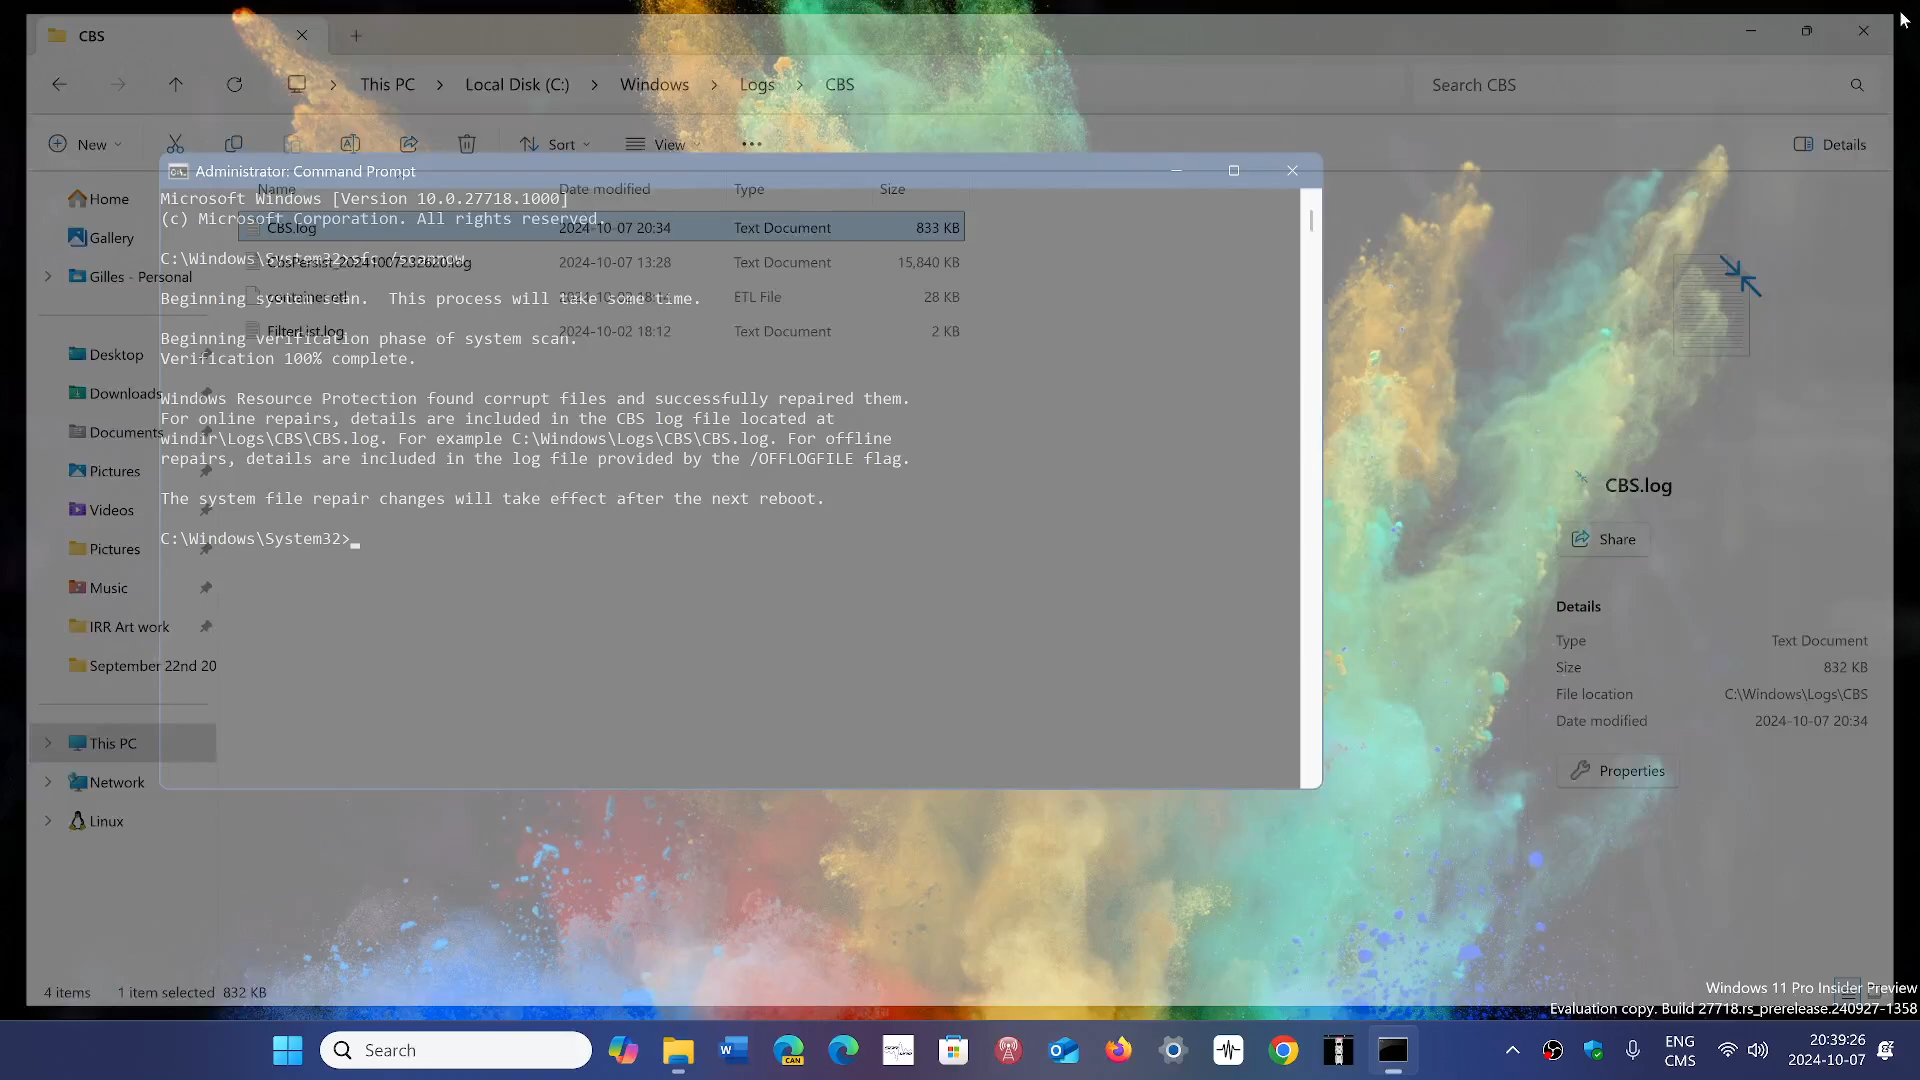 CBS
This PC
Local Disk (C:)
Windows
Logs
CBS
Search CBS
New
Sort
View
Details
Administrator: Command Prompt
Name
Date modified
Type
Size
Microsoft Windows [Version 10.0.27718.1000]
(c) Microsoft Corporation. All rights reserved.
CBS.log
2024-10-07 20:34
Text Document
833 KB
C:\Windows\System32>sfc /scannow
2024-10-07 13:28
Text Document
15,840 KB
Beginning system scan.  This process will take some time.
ETL File
28 KB
FilterList.log
2024-10-02 18:12
Text Document
2 KB
Beginning verification phase of system scan.
Verification 100% complete.
Windows Resource Protection found corrupt files and successfully repaired them.
For online repairs, details are included in the CBS log file located at
windir\Logs\CBS\CBS.log. For example C:\Windows\Logs\CBS\CBS.log. For offline
repairs, details are included in the log file provided by the /OFFLOGFILE flag.
The system file repair changes will take effect after the next reboot.
C:\Windows\System32>
Home
Gallery
Gilles - Personal
Desktop
Downloads
Documents
Pictures
Videos
Pictures
Music
IRR Art work
September 22nd 20
This PC
Network
Linux
CBS.log
Share
Details
Type
Text Document
Size
832 KB
File location
C:\Windows\Logs\CBS
Date modified
2024-10-07 20:34
Properties
4 items
1 item selected
832 KB
Windows 11 Pro Insider Preview
Evaluation copy. Build 27718.rs_prerelease.240927-1358
Search
CAN
ENG
CMS
20:39:26
2024-10-07